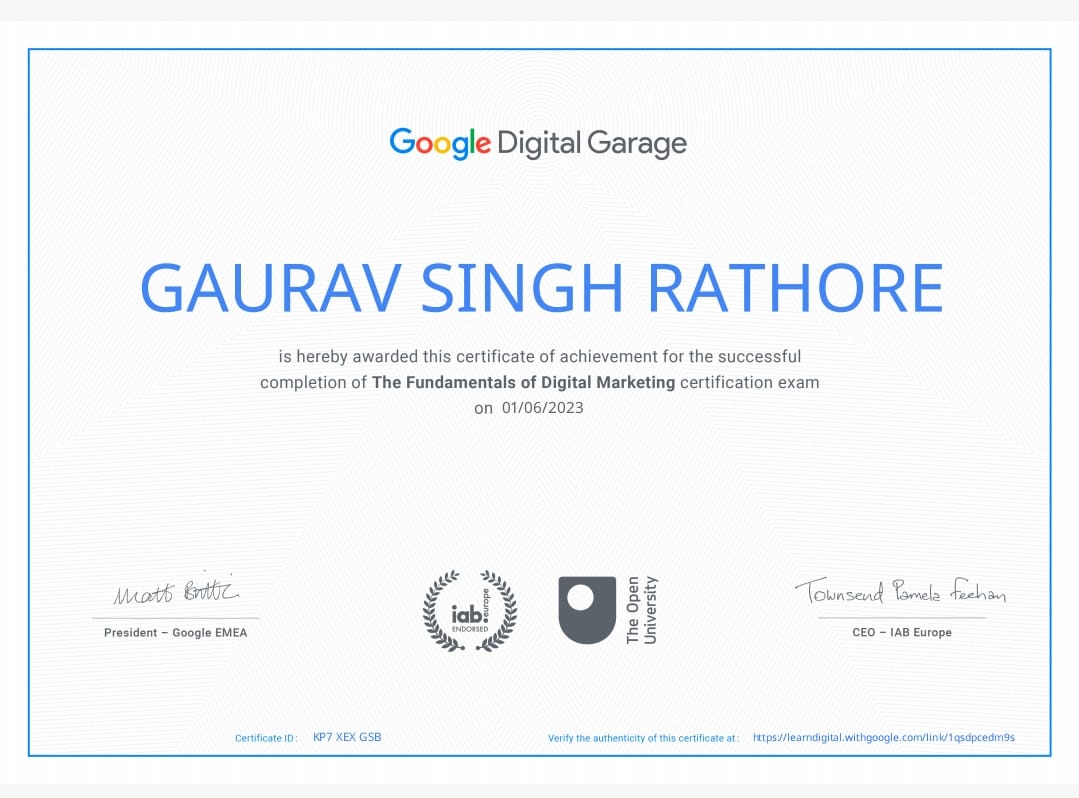 Google Digital Garage
GAURAV SINGH RATHORE
is hereby awarded this certificate of achievement for the successful
completion of The Fundamentals of Digital Marketing certification exam
on 01/06/2023
Matt Brittin
President – Google EMEA
iab europe
ENDORSED
The Open
University
Townsend Pamela Feehan
CEO – IAB Europe
Certificate ID: KP7 XEX GSB
Verify the authenticity of this certificate at: https://learndigital.withgoogle.com/link/1qsdpcedm9s